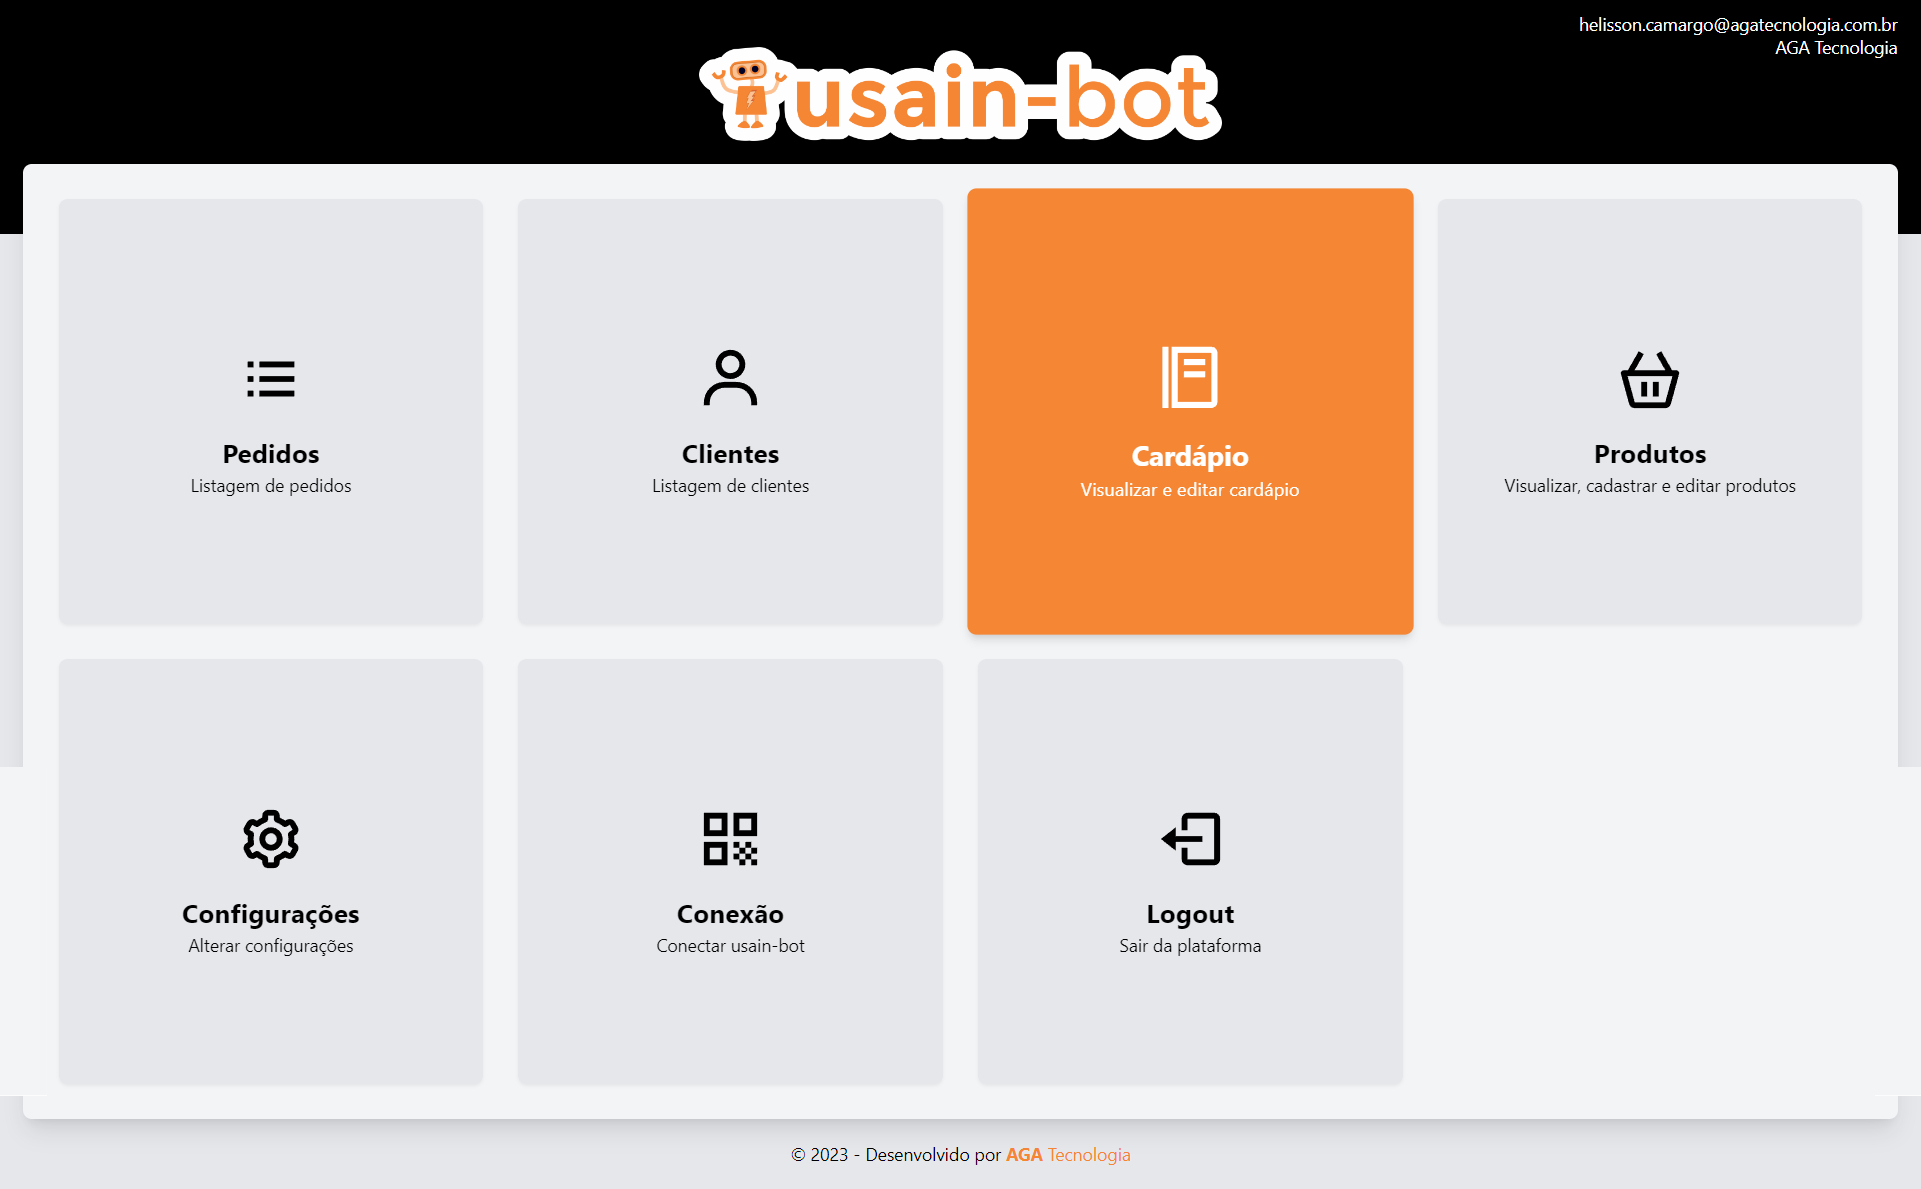 helisson.camargo@agatecnologia.com.br
AGA Tecnologia
usain-bot
Pedidos
Listagem de pedidos
Clientes
Listagem de clientes
Cardápio
Visualizar e editar cardápio
Produtos
Visualizar, cadastrar e editar produtos
Configurações
Alterar configurações
Conexão
Conectar usain-bot
Logout
Sair da plataforma
© 2023 - Desenvolvido por AGA Tecnologia